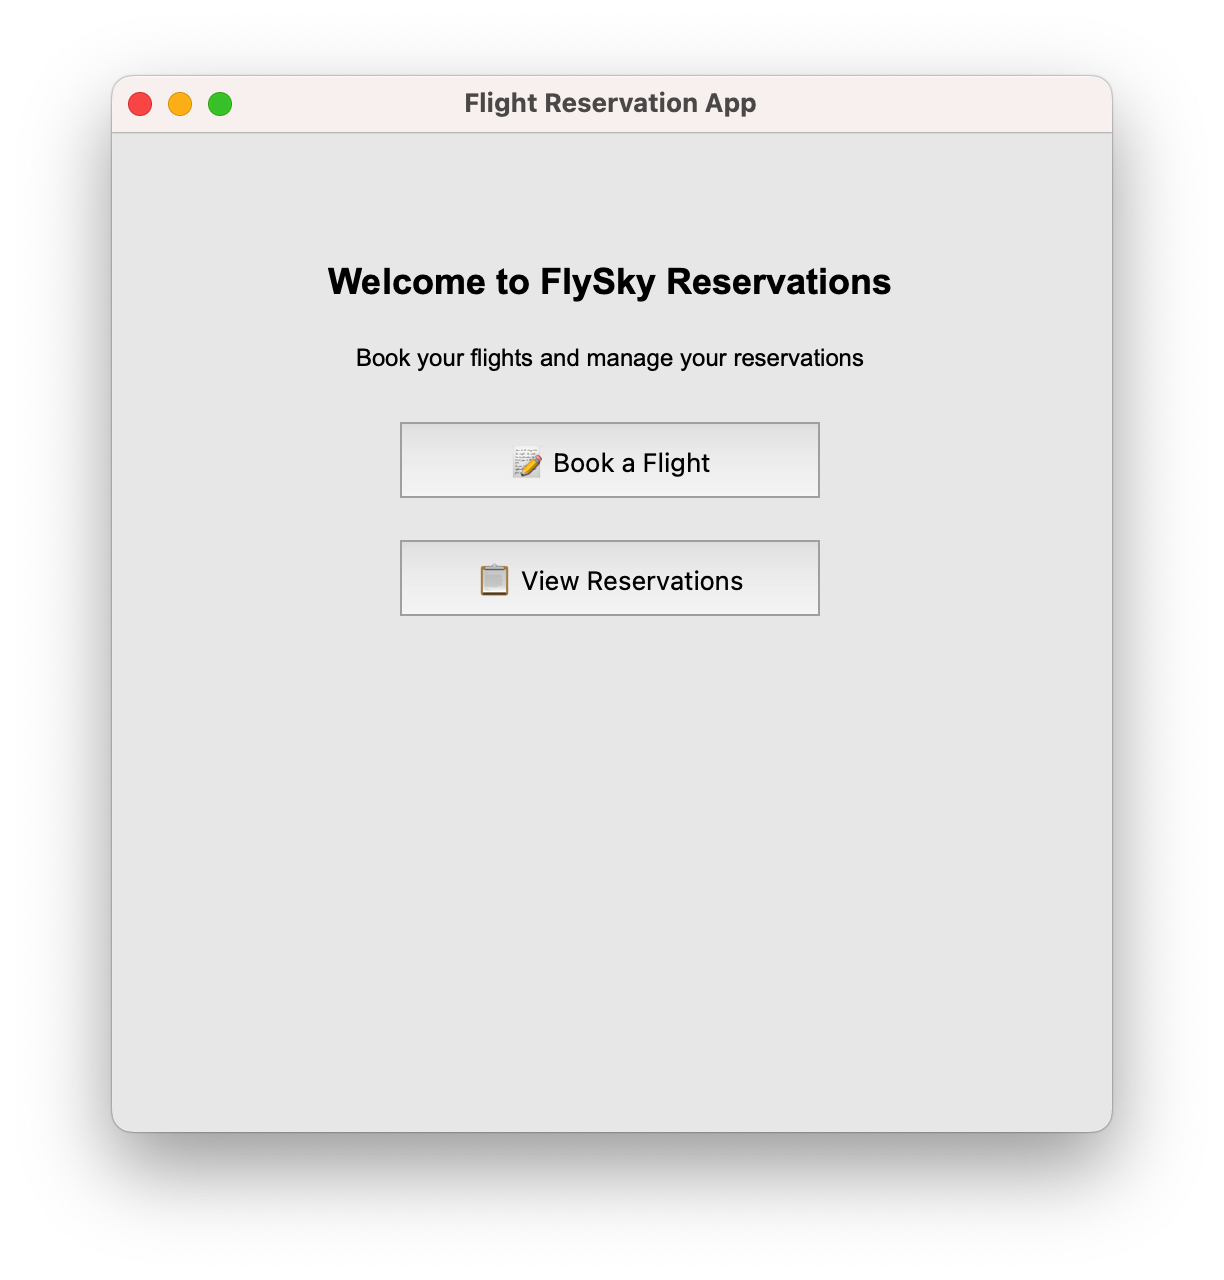 Flight Reservation App
Welcome to FlySky Reservations
Book your flights and manage your reservations
📝 Book a Flight
📋 View Reservations